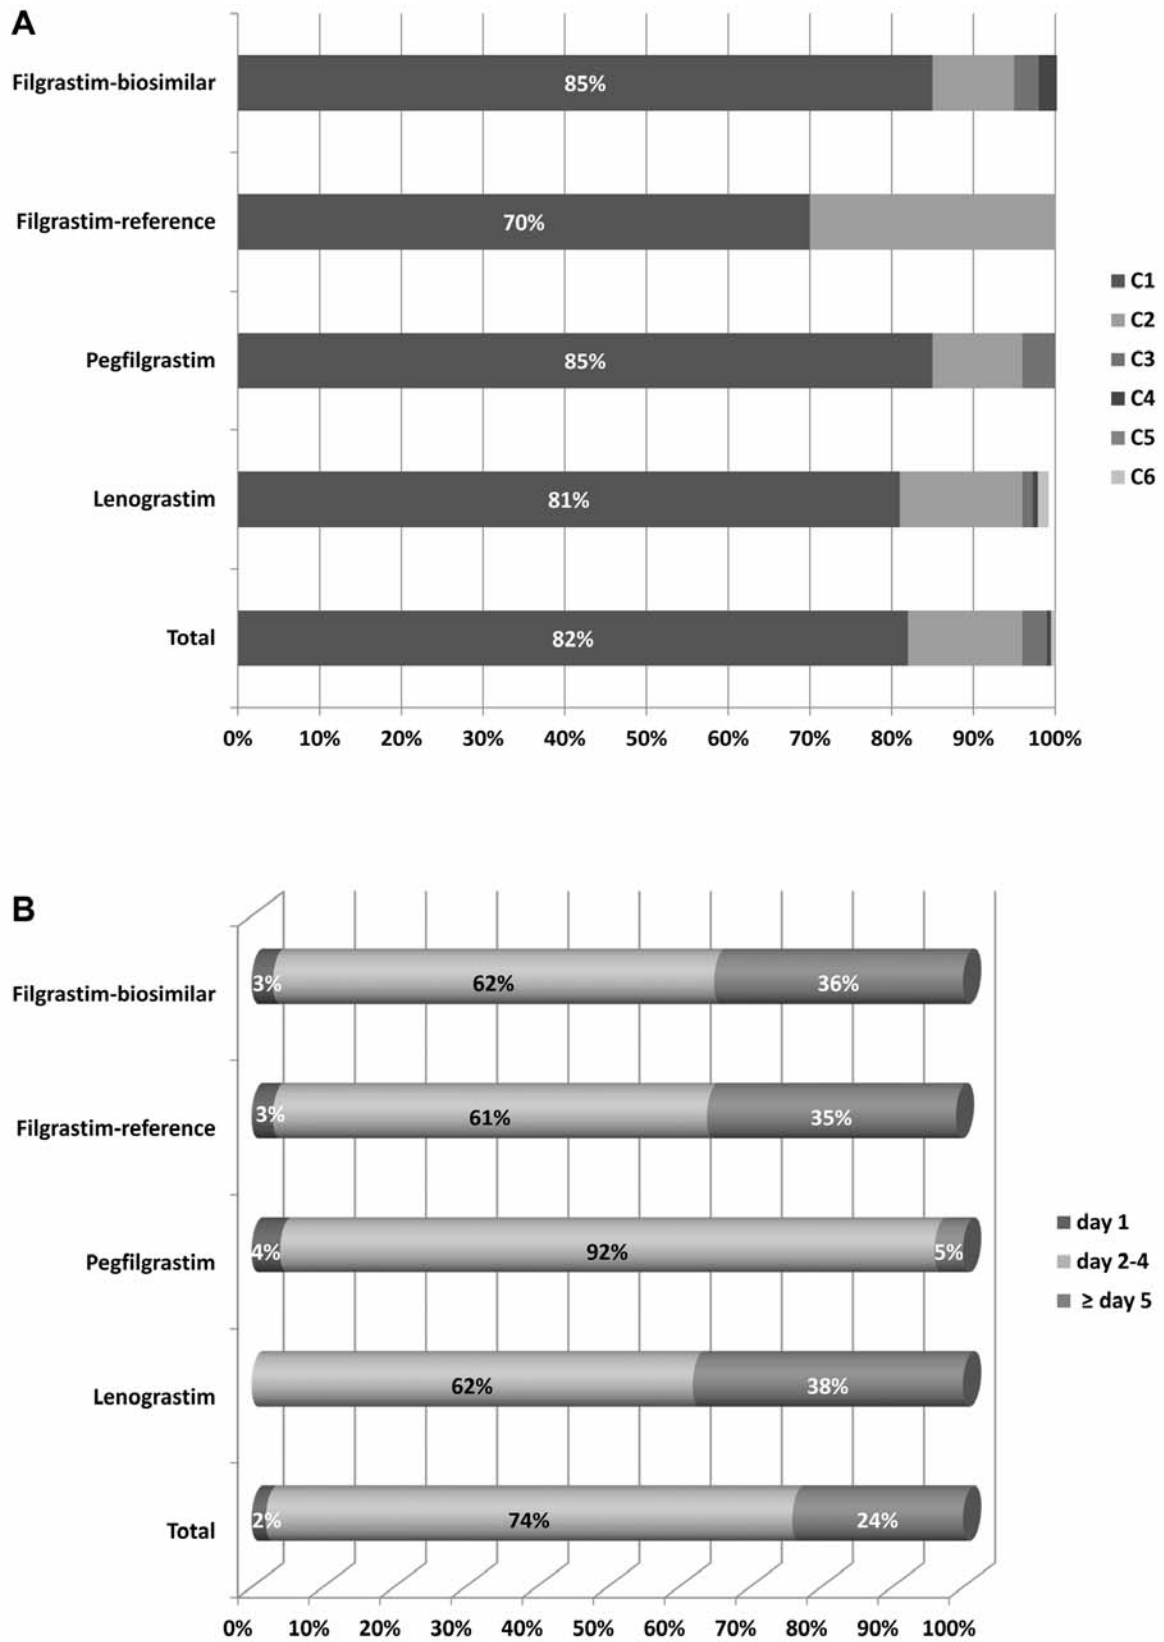 A
Filgrastim-biosimilar
85%
Filgrastim-reference
70%
Pegfilgrastim
85%
Lenograstim
81%
Total
82%
0% 10% 20% 30% 40% 50% 60% 70% 80% 90% 100%
C1
C2
C3
C4
C5
C6
B
Filgrastim-biosimilar
3% 62% 36%
Filgrastim-reference
3% 61% 35%
Pegfilgrastim
4% 92% 5%
Lenograstim
62% 38%
Total
2% 74% 24%
0% 10% 20% 30% 40% 50% 60% 70% 80% 90% 100%
day 1
day 2-4
≥ day 5